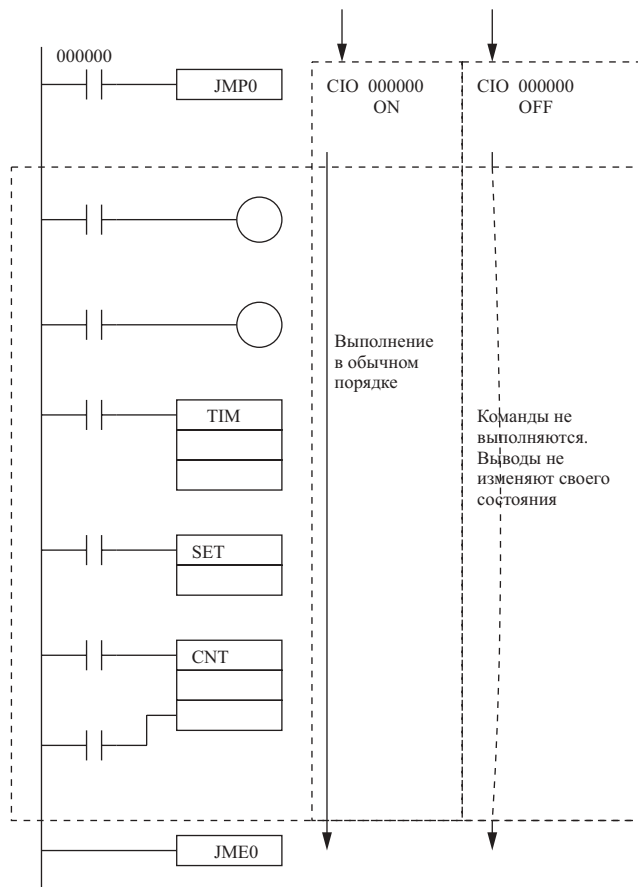 000000
JMP0
CIO 000000
ON
CIO 000000
OFF
Выполнение
в обычном
порядке
TIM
Команды не
выполняются.
Выводы не
изменяют своего
состояния
SET
CNT
JME0